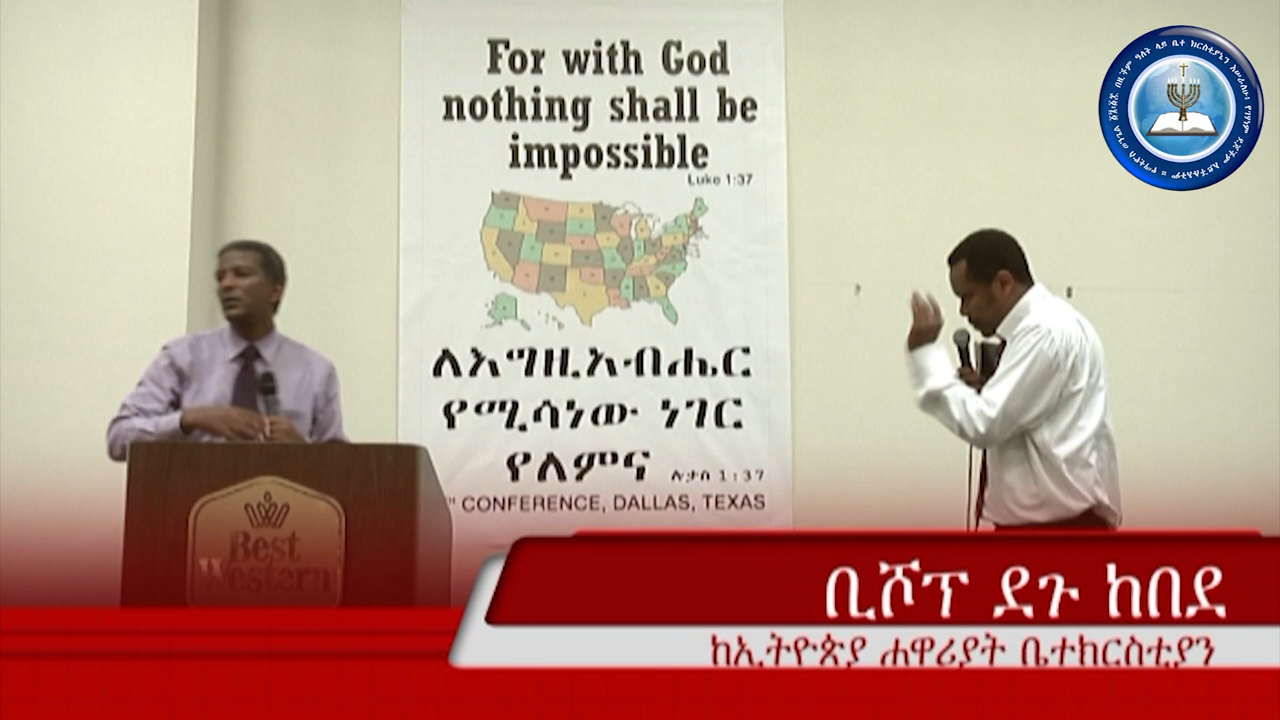 For with God
nothing shall be
impossible
Luke 1:37
ለእግዚአብሔር
የሚሳነው ነገር
የለምና ሉቃስ 1:37
" CONFERENCE, DALLAS, TEXAS
Best
Western
ቢሾፕ ደጉ ከበደ
ከኢትዮጵያ ሐዋሪያት ቤተክርስቲያን